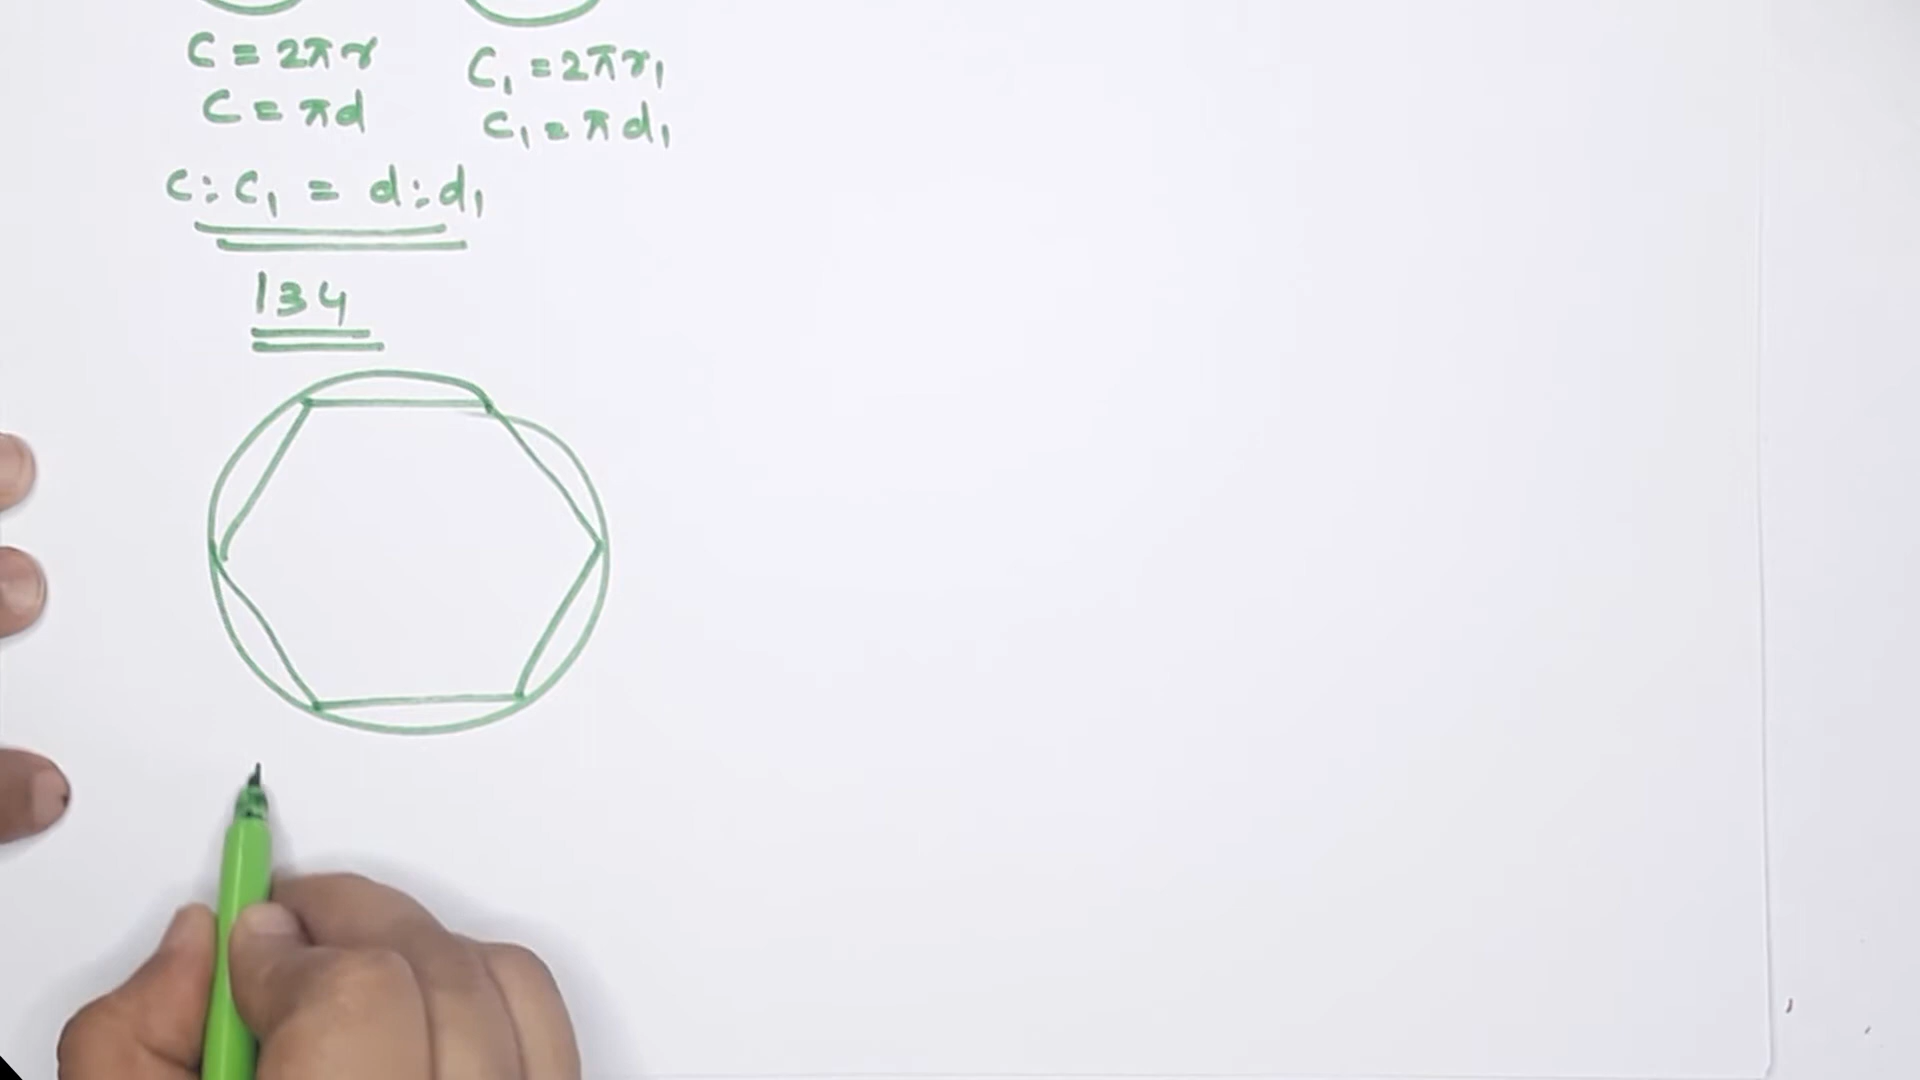 C = 2πr
C = πd
C₁ = 2πr₁
C₁ = πd₁
C : C₁ = d : d₁
134